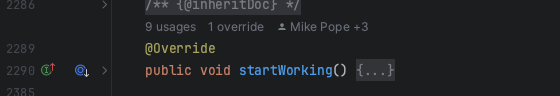 2286 /** {@inheritDoc} */
9 usages 1 override Mike Pope +3
2289 @Override
2290 public void startWorking() {...}
2385